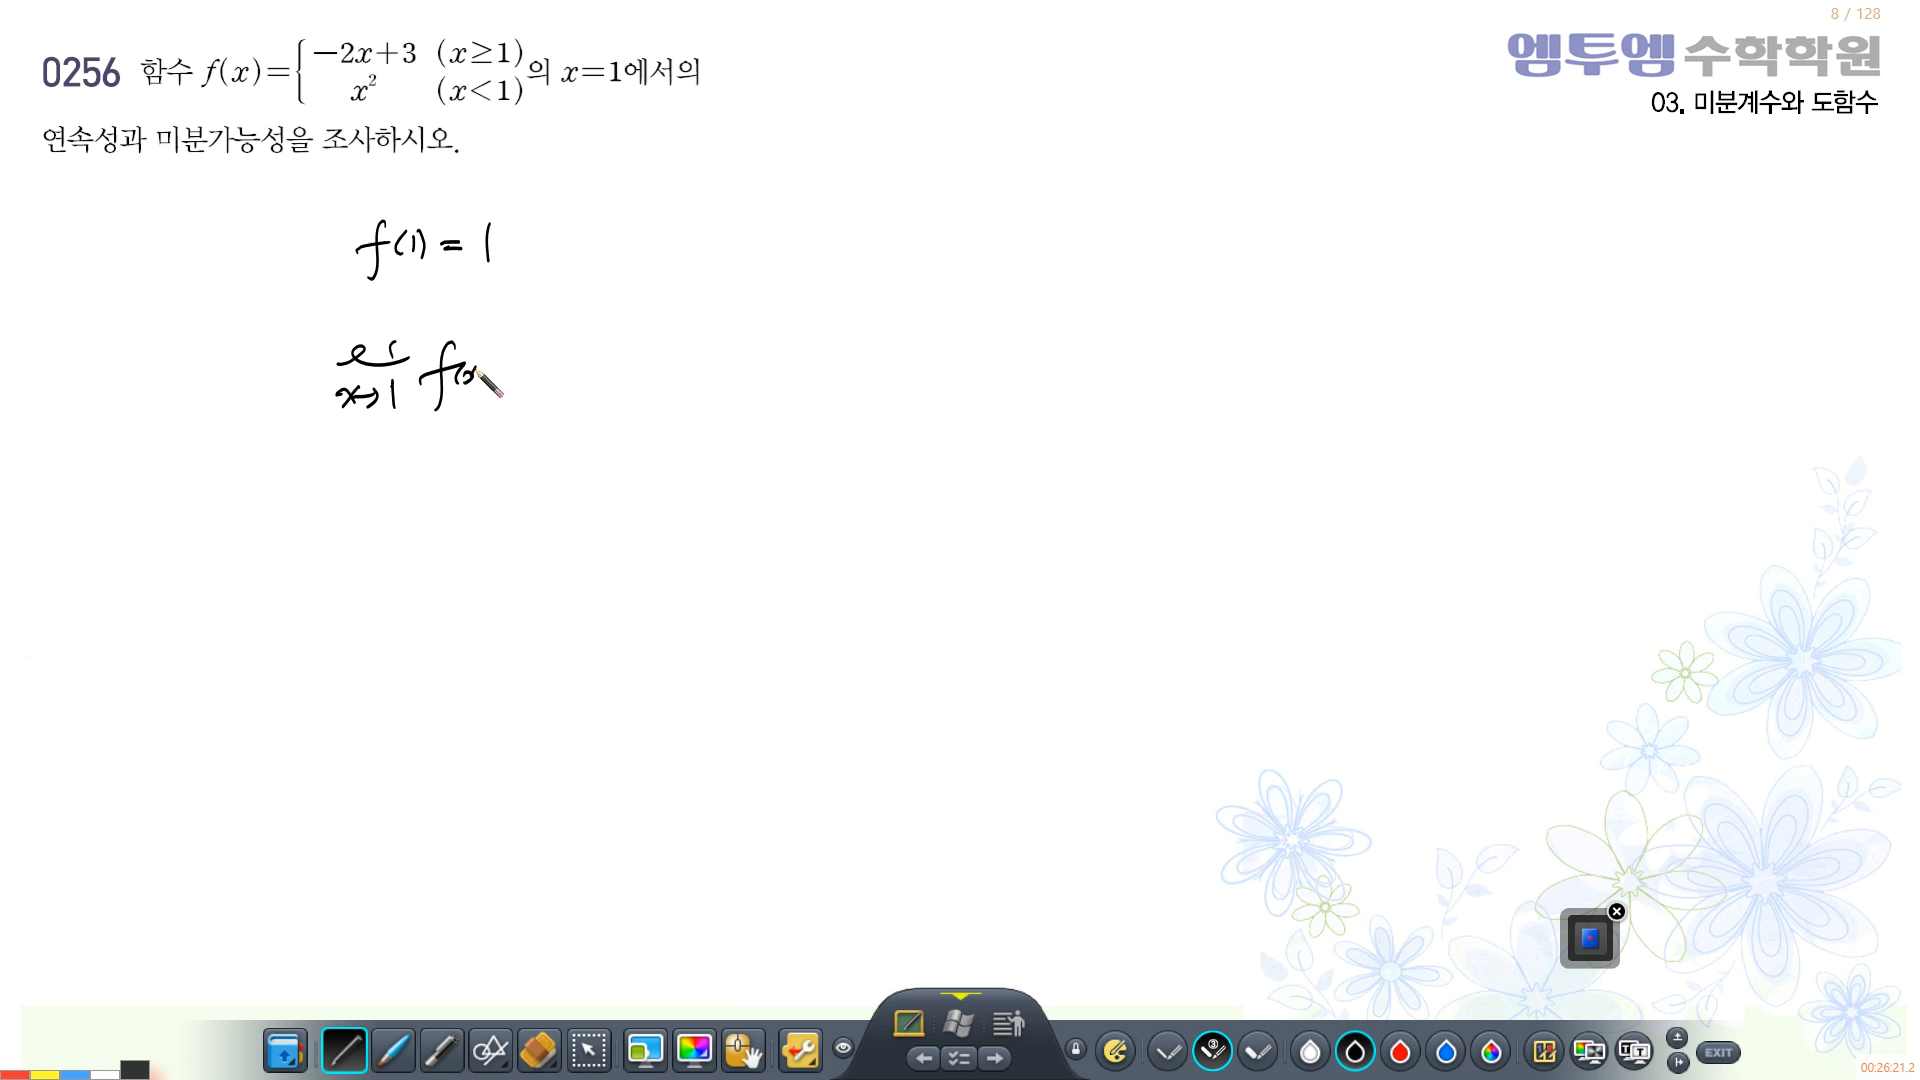 8 / 128
엠투엠 수학학원
03. 미분계수와 도함수
0256 함수 f(x)={ -2x+3 (x≥1) x² (x<1) 의 x=1에서의
연속성과 미분가능성을 조사하시오.
f(1) = 1
lim x→1 f(x
EXIT
00:26:21.2